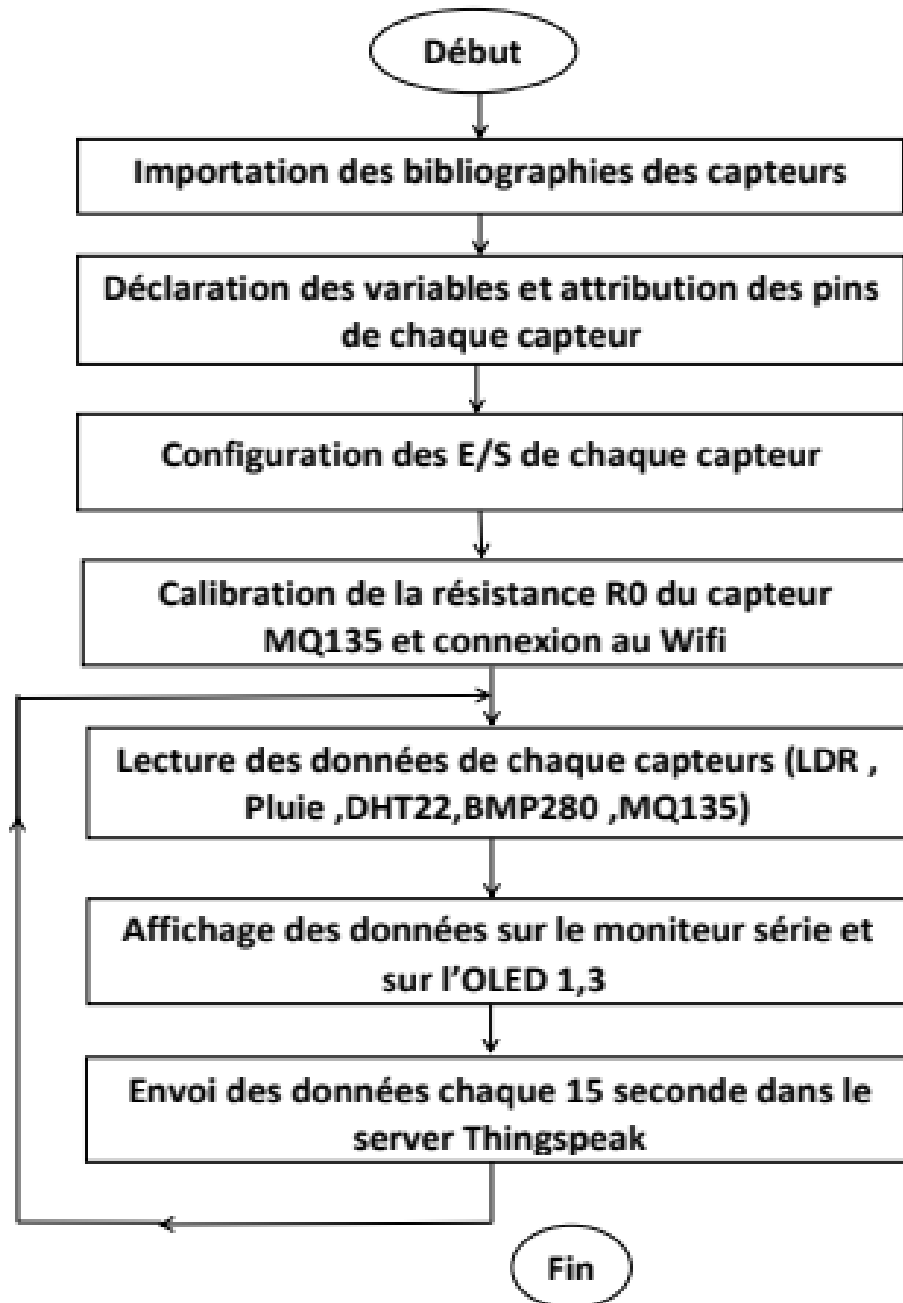 Début
Importation des bibliographies des capteurs
Déclaration des variables et attribution des pins
de chaque capteur
Configuration des E/S de chaque capteur
Calibration de la résistance R0 du capteur
MQ135 et connexion au Wifi
Lecture des données de chaque capteurs (LDR ,
Pluie ,DHT22,BMP280 ,MQ135)
Affichage des données sur le moniteur série et
sur l’OLED 1,3
Envoi des données chaque 15 seconde dans le
server Thingspeak
Fin